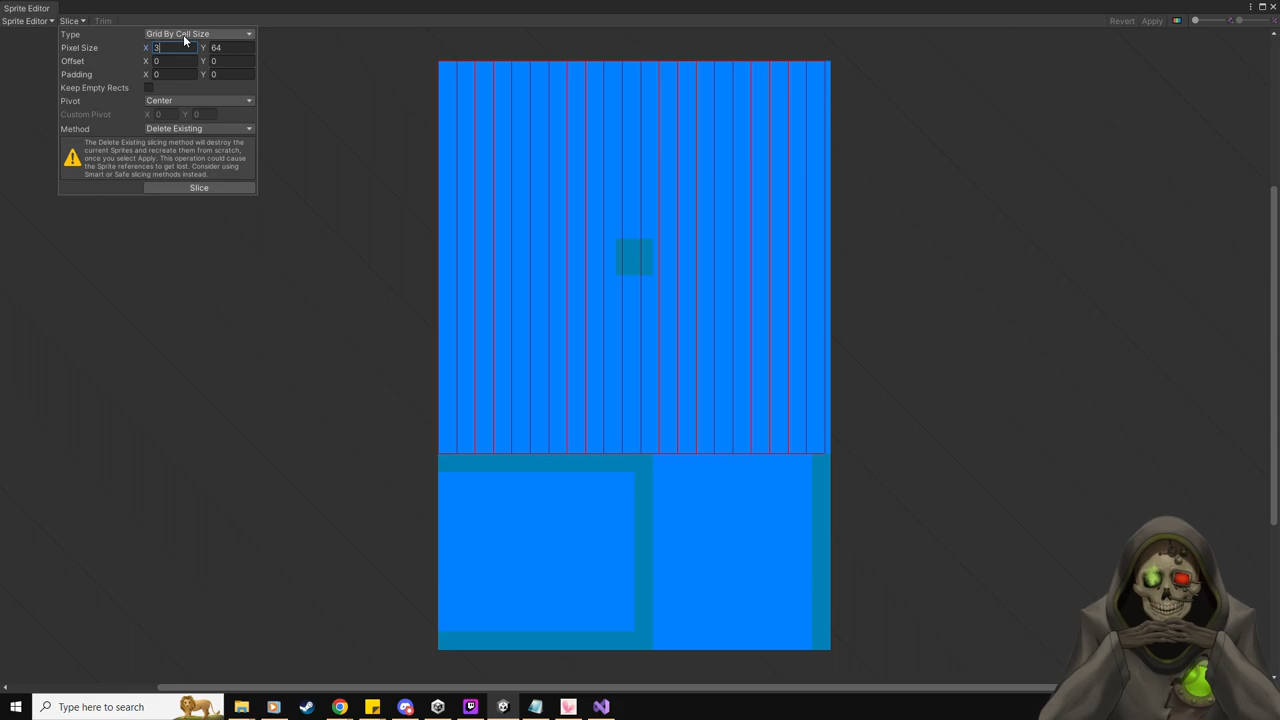 Sprite Editor
Sprite Editor Slice Trim Revert Apply
Type Grid By Cell Size
Pixel Size X 3 Y 64
Offset X 0 Y 0
Padding X 0 Y 0
Keep Empty Rects
Pivot Center
Custom Pivot X 0 Y 0
Method Delete Existing
The Delete Existing slicing method will destroy the
current Sprites and recreate them from scratch,
once you select Apply. This operation could cause
the Sprite references to get lost. Consider using
Smart or Safe slicing methods instead.
Slice
Type here to search